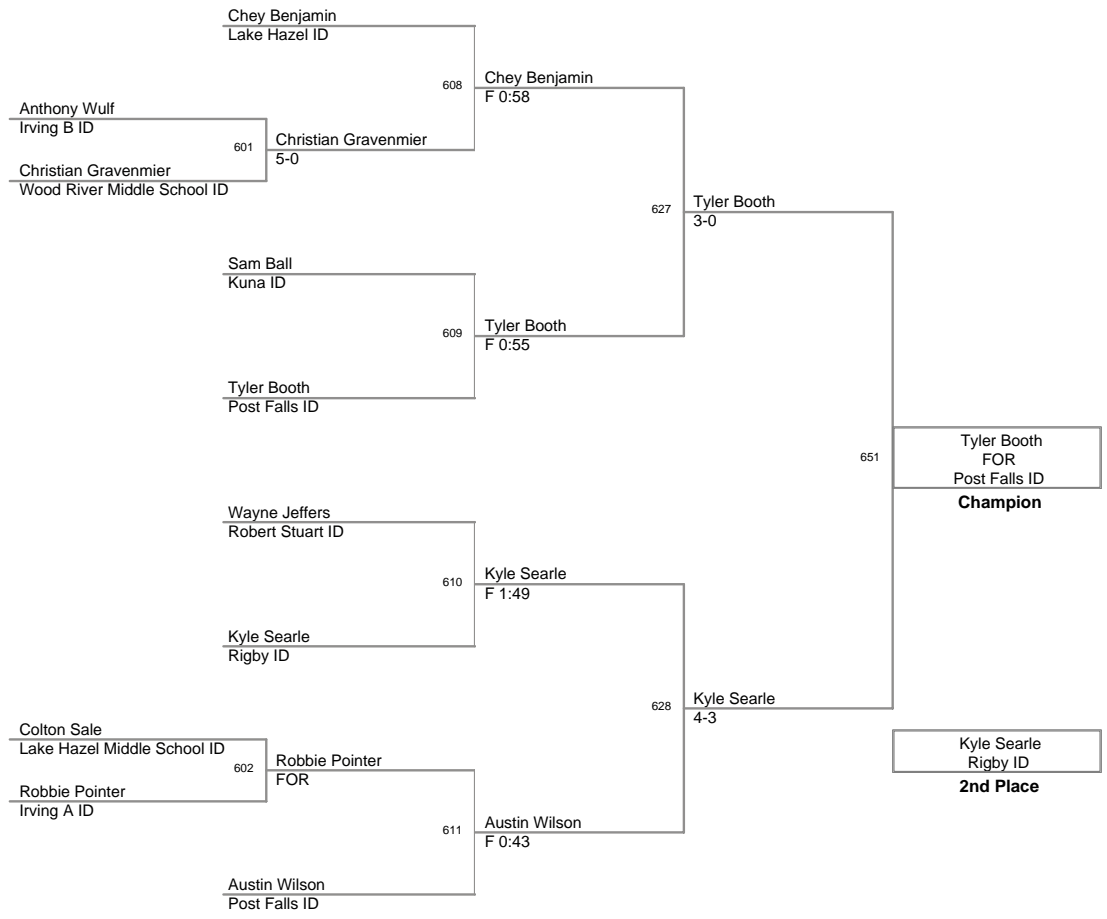 Chey Benjamin
Lake Hazel ID
608
Chey Benjamin
F 0:58
Anthony Wulf
Irving B ID
601
Christian Gravenmier
5-0
Christian Gravenmier
Wood River Middle School ID
627
Tyler Booth
3-0
Sam Ball
Kuna ID
609
Tyler Booth
F 0:55
Tyler Booth
Post Falls ID
651
Tyler Booth
FOR
Post Falls ID
Champion
Wayne Jeffers
Robert Stuart ID
610
Kyle Searle
F 1:49
Kyle Searle
Rigby ID
628
Kyle Searle
4-3
Colton Sale
Lake Hazel Middle School ID
602
Robbie Pointer
FOR
Robbie Pointer
Irving A ID
Kyle Searle
Rigby ID
2nd Place
611
Austin Wilson
F 0:43
Austin Wilson
Post Falls ID